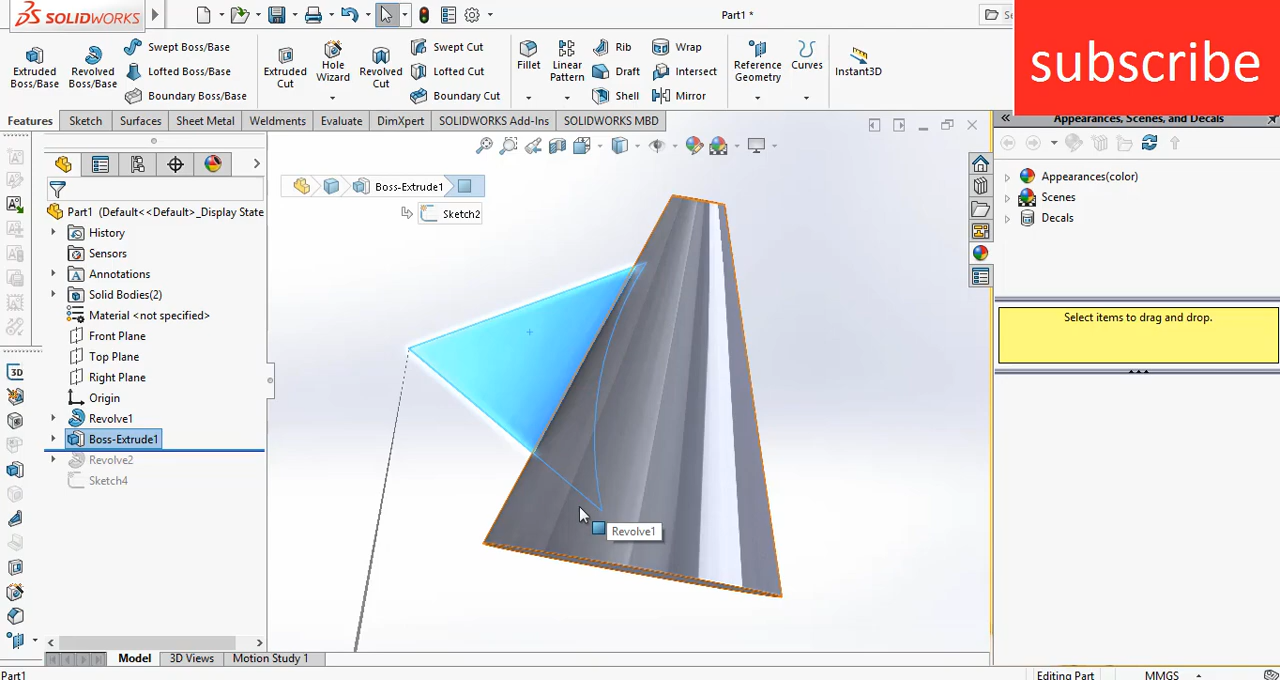 SOLIDWORKS
Part1 *
subscribe
Extruded Boss/Base
Revolved Boss/Base
Swept Boss/Base
Lofted Boss/Base
Boundary Boss/Base
Extruded Cut
Hole Wizard
Revolved Cut
Swept Cut
Lofted Cut
Boundary Cut
Fillet
Linear Pattern
Rib
Draft
Shell
Wrap
Intersect
Mirror
Reference Geometry
Curves
Instant3D
Features
Sketch
Surfaces
Sheet Metal
Weldments
Evaluate
DimXpert
SOLIDWORKS Add-Ins
SOLIDWORKS MBD
Appearances, Scenes, and Decals
Part1 (Default<<Default>_Display State
History
Sensors
Annotations
Solid Bodies(2)
Material <not specified>
Front Plane
Top Plane
Right Plane
Origin
Revolve1
Boss-Extrude1
Revolve2
Sketch4
Boss-Extrude1
Sketch2
Revolve1
Appearances(color)
Scenes
Decals
Select items to drag and drop.
Model
3D Views
Motion Study 1
Part1
Editing Part
MMGS